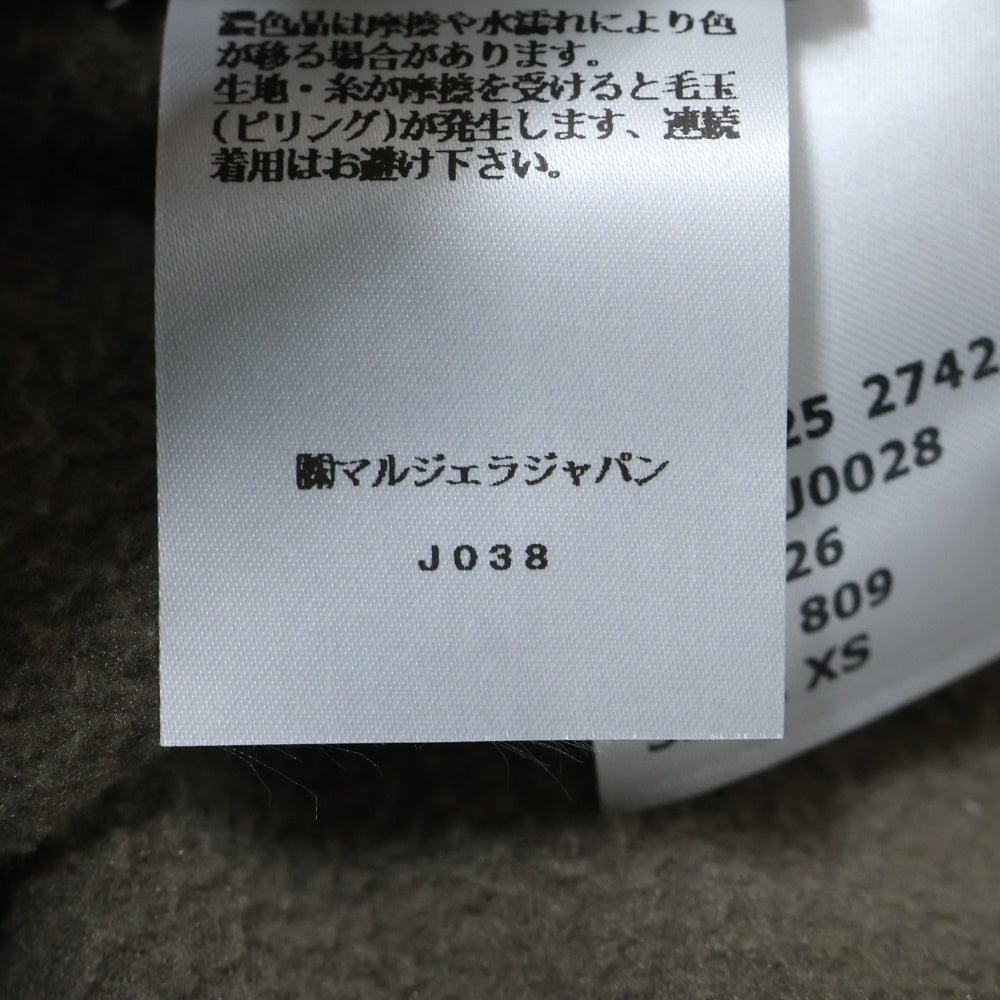 濃色品は摩擦や水濡れにより色
が移る場合があります。
生地・糸が摩擦を受けると毛玉
(ピリング)が発生します、連続
着用はお避け下さい。
㈱マルジェラジャパン
J038
25 2742
J0028
26
809
XS